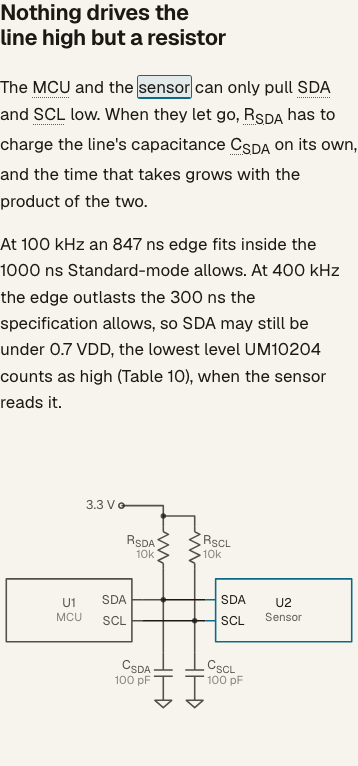 Nothing drives the
line high but a resistor
The MCU and the sensor can only pull SDA
and SCL low. When they let go, RSDA has to
charge the line's capacitance CSDA on its own,
and the time that takes grows with the
product of the two.
At 100 kHz an 847 ns edge fits inside the
1000 ns Standard-mode allows. At 400 kHz
the edge outlasts the 300 ns the
specification allows, so SDA may still be
under 0.7 VDD, the lowest level UM10204
counts as high (Table 10), when the sensor
reads it.
3.3 V
RSDA
10k
RSCL
10k
U1
MCU
SDA
SCL
SDA
SCL
U2
Sensor
CSDA
100 pF
CSCL
100 pF